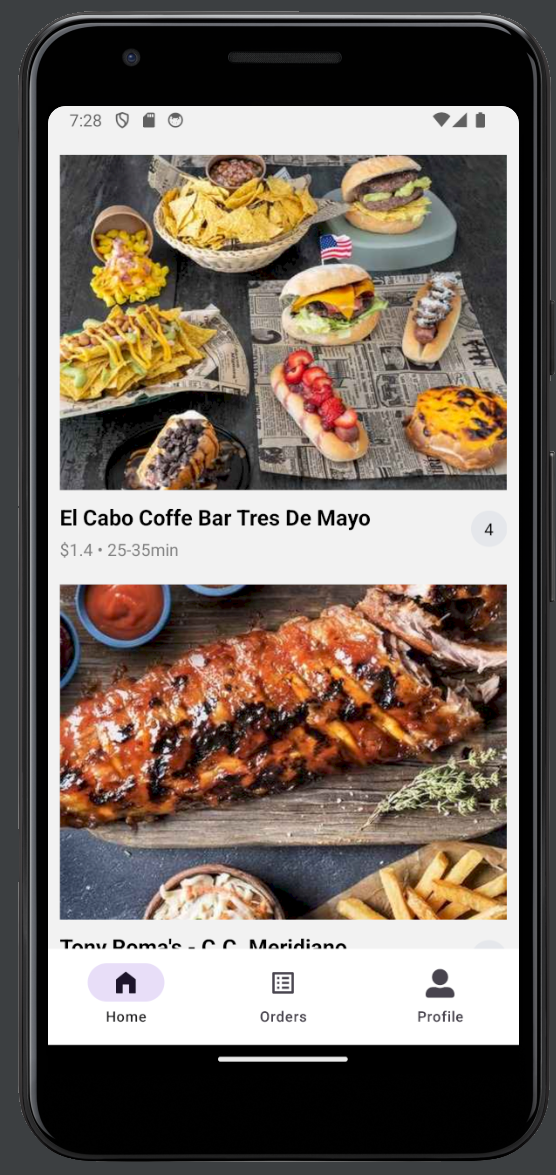 7:28
El Cabo Coffe Bar Tres De Mayo
4
$1.4 • 25-35min
Tony Roma's - C.C. Meridiano
Home
Orders
Profile